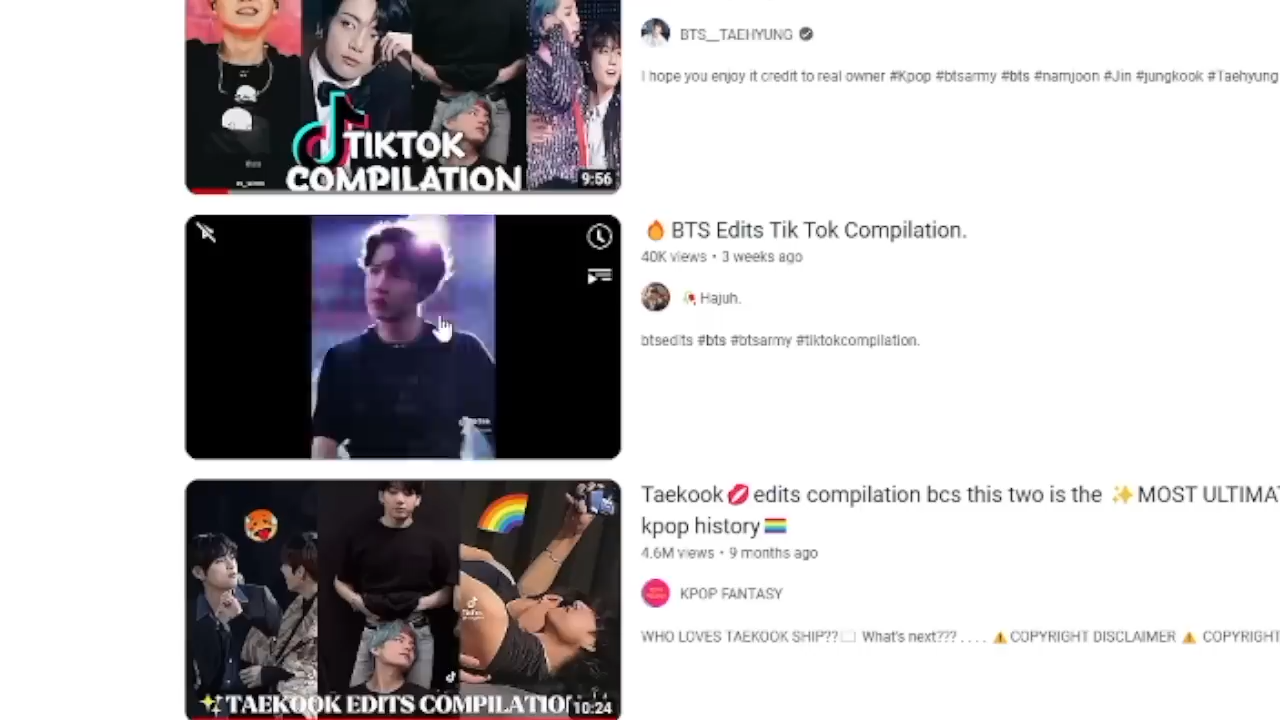 BTS__TAEHYUNG
I hope you enjoy it credit to real owner #Kpop #btsarmy #bts #namjoon #Jin #jungkook #Taehyung
TIKTOK
COMPILATION
9:56
🔥BTS Edits Tik Tok Compilation.
40K views • 3 weeks ago
🥀Hajuh.
btsedits #bts #btsarmy #tiktokcompilation.
Taekook💋edits compilation bcs this two is the ✨MOST ULTIMA
kpop history🏳️‍🌈
4.6M views • 9 months ago
KPOP FANTASY
WHO LOVES TAEKOOK SHIP?? What's next??? . . . . ⚠️COPYRIGHT DISCLAIMER ⚠️ COPYRIGHT
✨TAEKOOK EDITS COMPILATIO
10:24